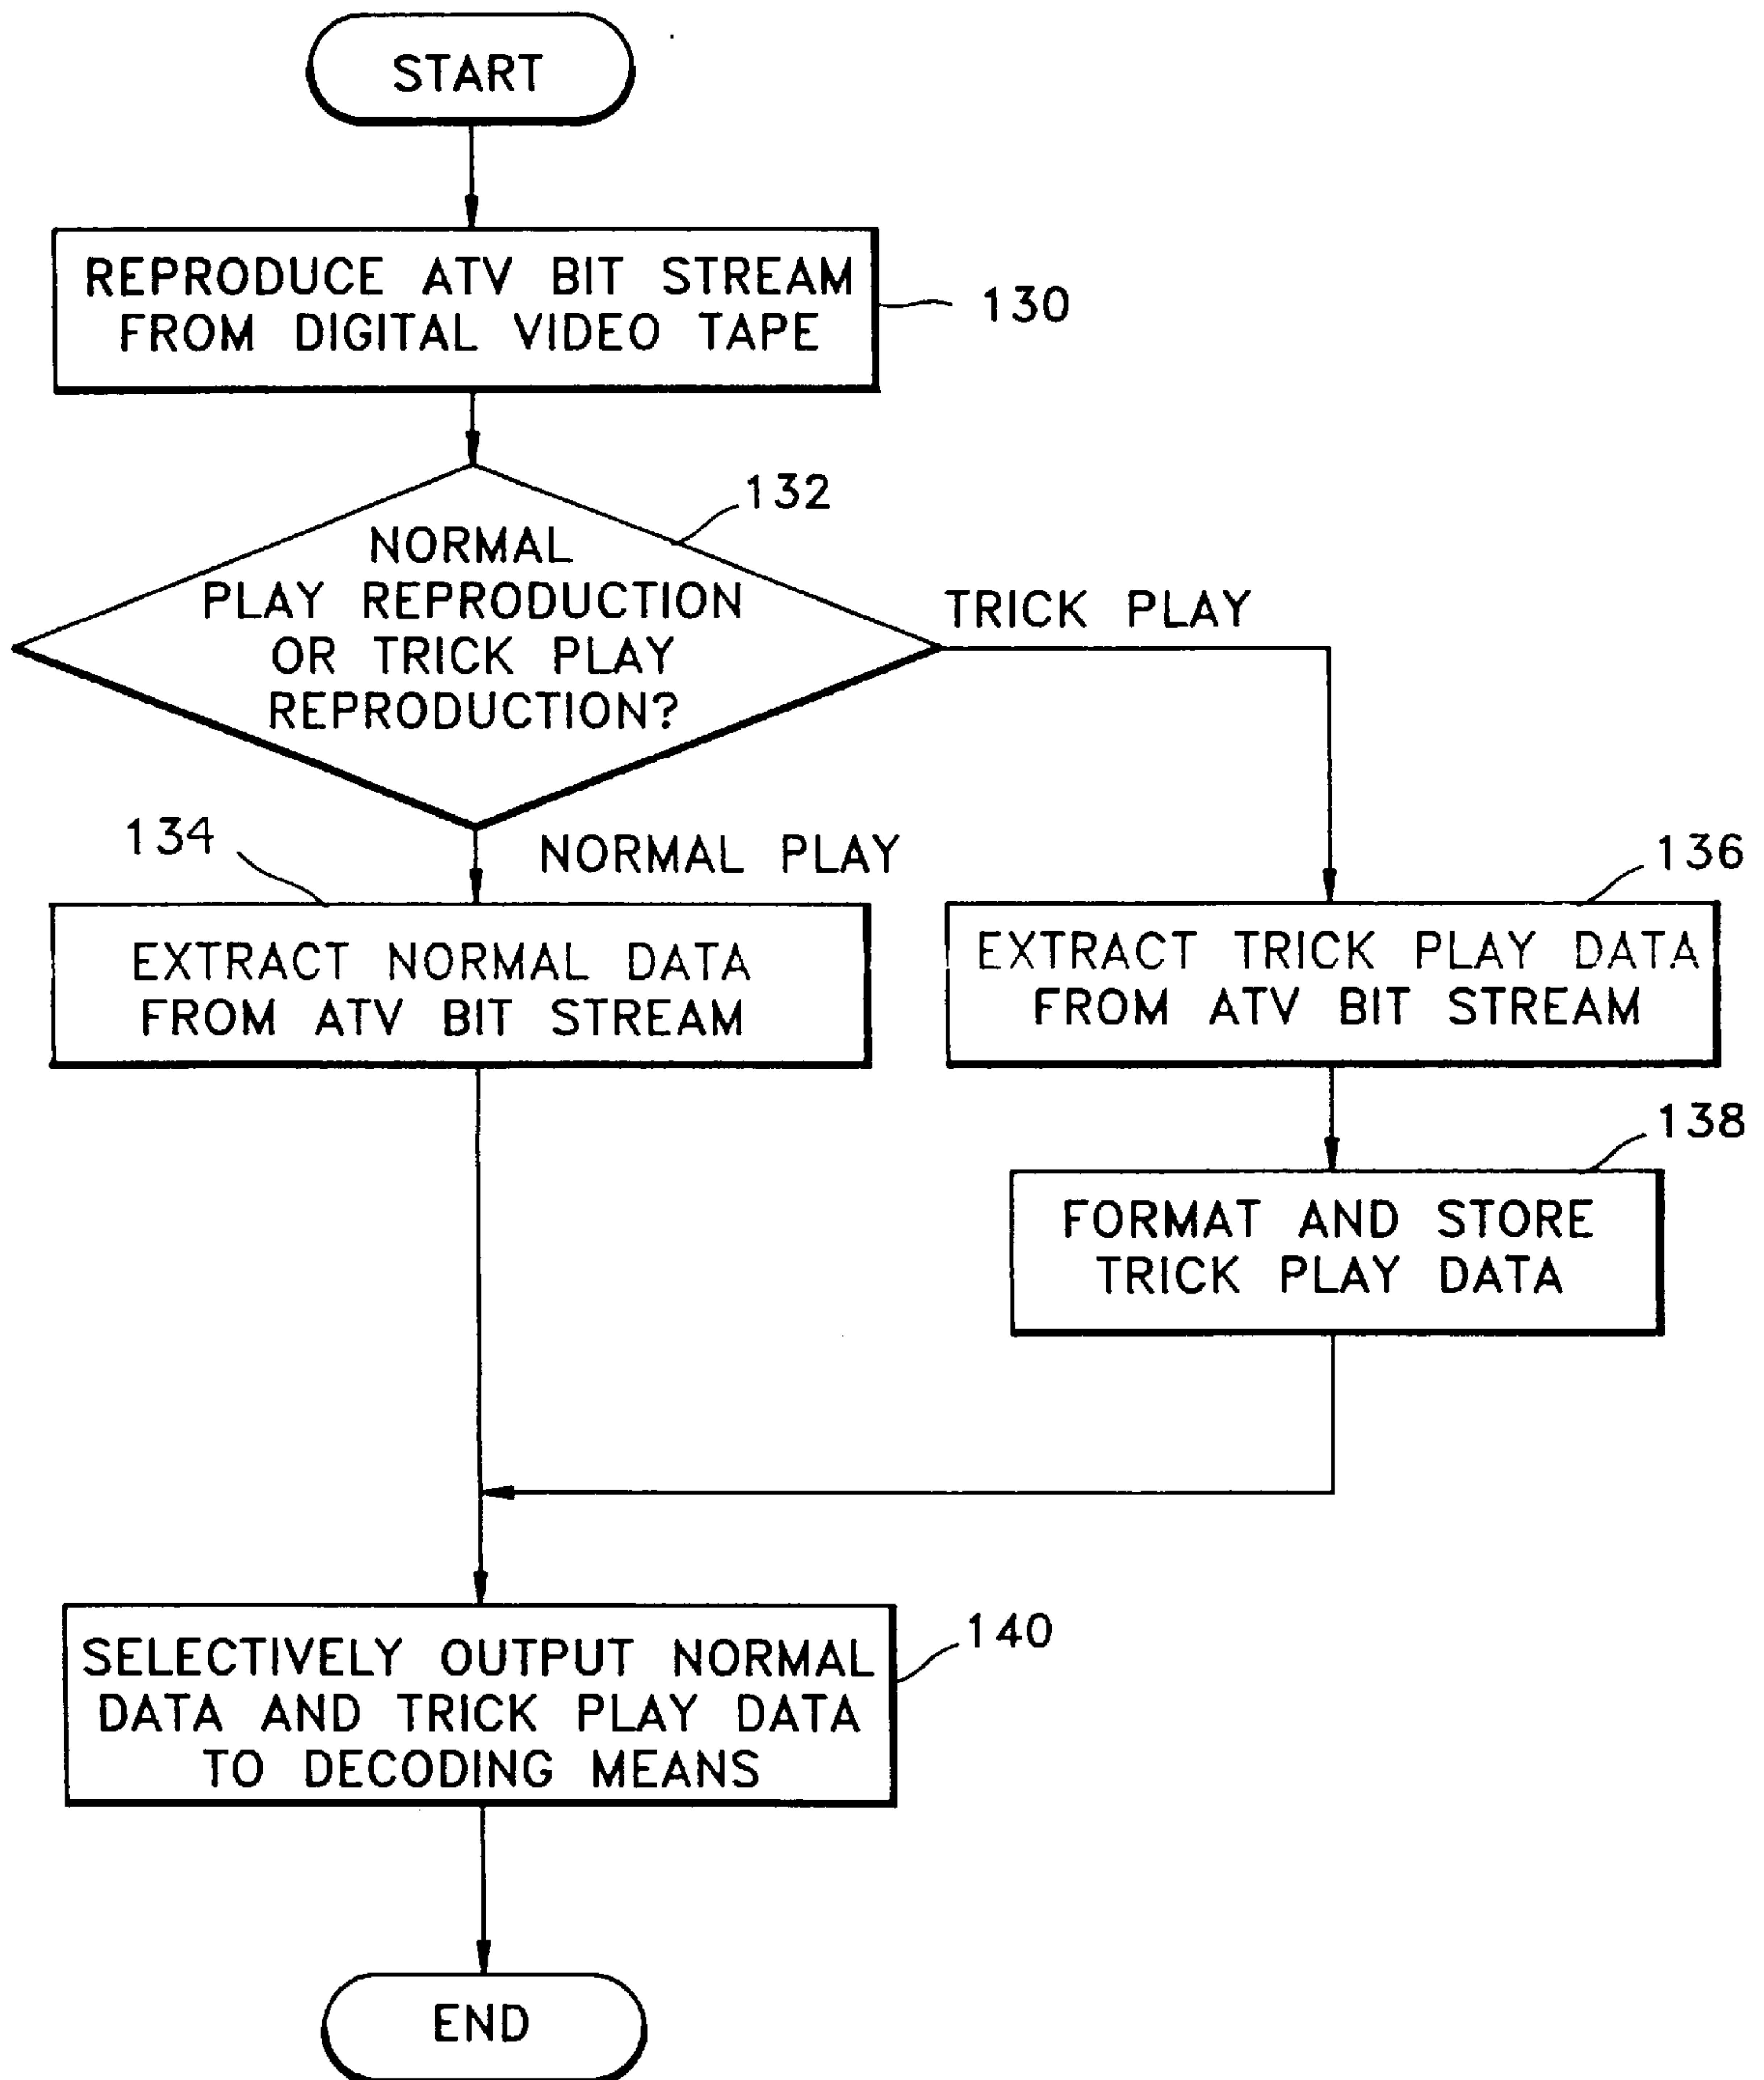 START
REPRODUCE ATV BIT STREAM
FROM DIGITAL VIDEO TAPE
130
132
NORMAL
PLAY REPRODUCTION
OR TRICK PLAY
REPRODUCTION?
TRICK PLAY
134
NORMAL PLAY
136
EXTRACT NORMAL DATA
FROM ATV BIT STREAM
EXTRACT TRICK PLAY DATA
FROM ATV BIT STREAM
138
FORMAT AND STORE
TRICK PLAY DATA
140
SELECTIVELY OUTPUT NORMAL
DATA AND TRICK PLAY DATA
TO DECODING MEANS
END